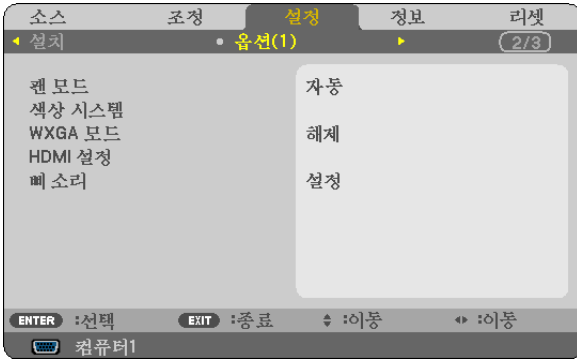 소스 조정 설정 정보 리셋
설치 • 옵션(1) 2/3
팬 모드 자동
색상 시스템
WXGA 모드 해제
HDMI 설정
삐 소리 설정
ENTER :선택 EXIT :종료 :이동 :이동
컴퓨터1